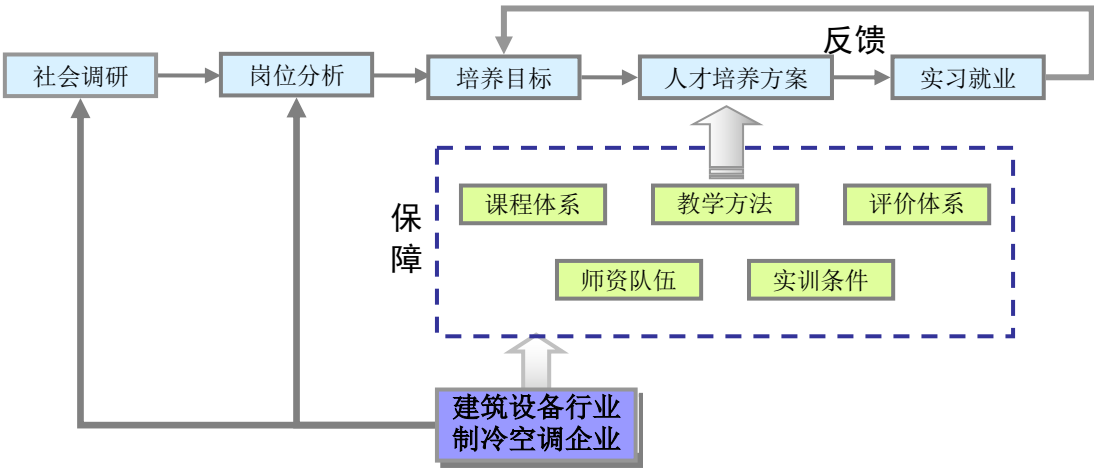 反馈
社会调研
岗位分析
培养目标
人才培养方案
实习就业
保
障
课程体系
教学方法
评价体系
师资队伍
实训条件
建筑设备行业
制冷空调企业